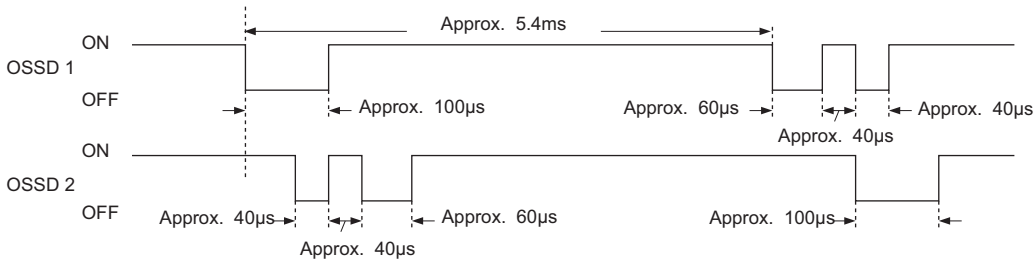 Approx. 5.4ms
ON
OSSD 1
OFF
Approx. 100µs
Approx. 60µs
Approx. 40µs
Approx. 40µs
ON
OSSD 2
OFF
Approx. 40µs
Approx. 40µs
Approx. 60µs
Approx. 100µs